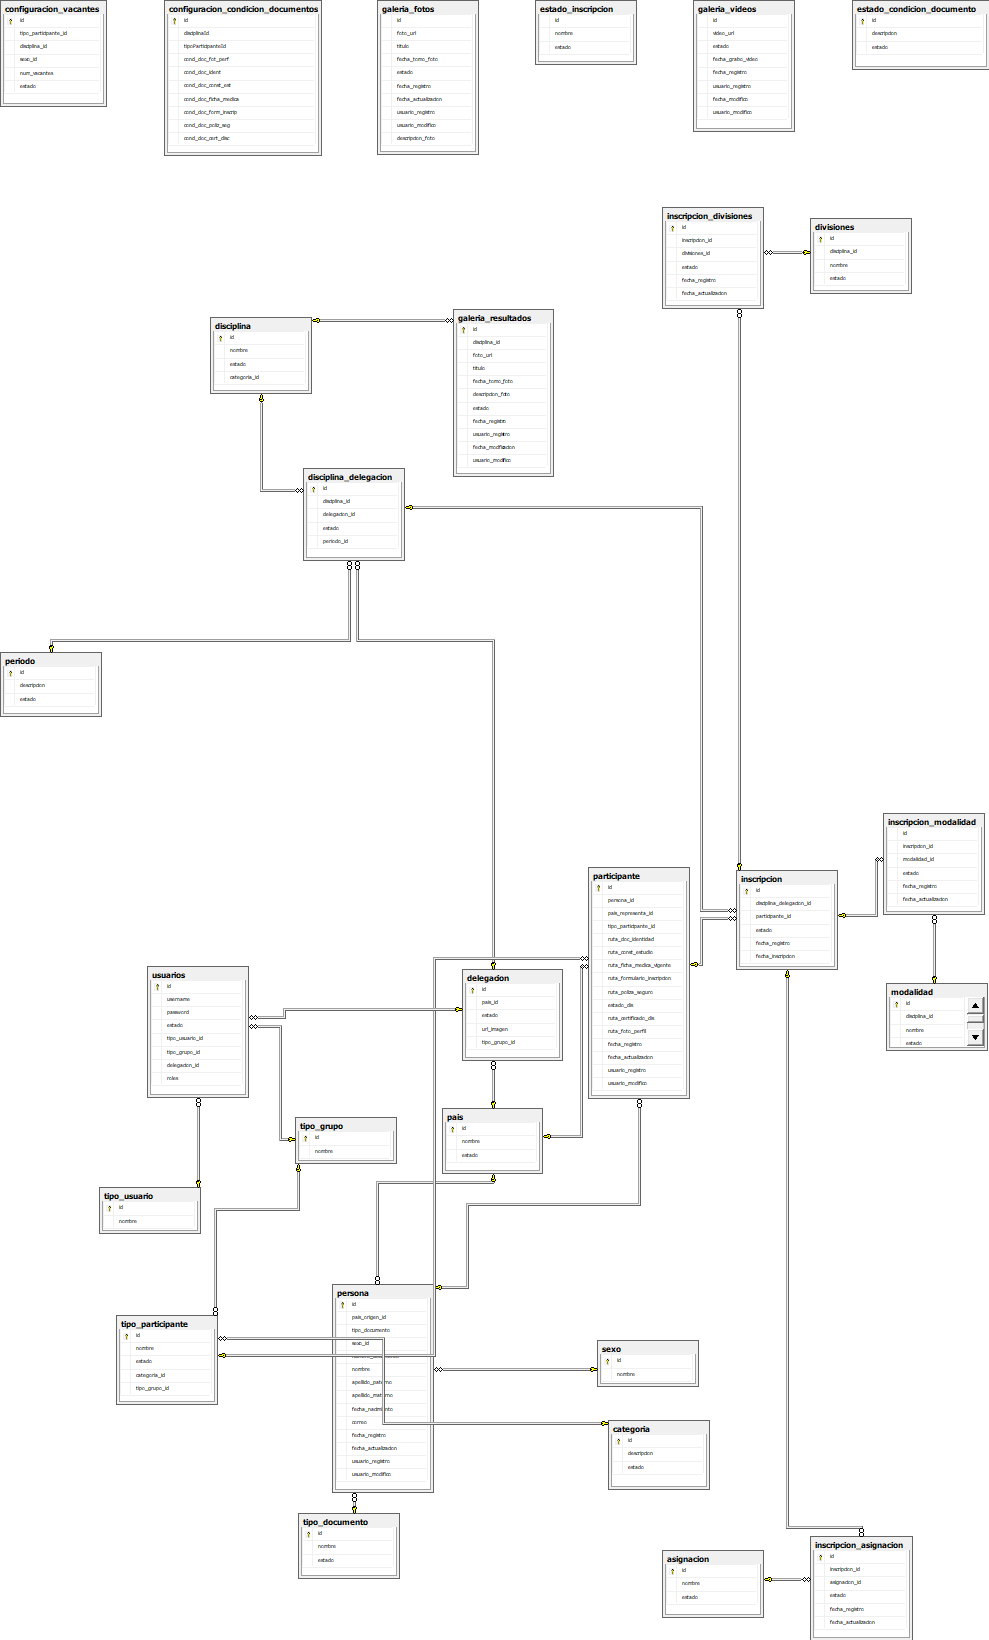 configuracion_vacantes
id
tipo_participante_id
disciplina_id
sexo_id
num_vacantes
estado
configuracion_condicion_documentos
id
disciplinaId
tipoParticipanteId
cond_doc_fot_perf
cond_doc_ident
cond_doc_const_est
cond_doc_ficha_medica
cond_doc_form_inscrip
cond_doc_poliz_seg
cond_doc_cert_disc
galeria_fotos
id
foto_url
titulo
fecha_tomo_foto
estado
fecha_registro
fecha_actualizacion
usuario_registro
usuario_modifico
descripcion_foto
estado_inscripcion
id
nombre
estado
galeria_videos
id
video_url
estado
fecha_grabo_video
fecha_registro
usuario_registro
fecha_modifico
usuario_modifico
estado_condicion_documento
id
descripcion
estado
inscripcion_divisiones
id
inscripcion_id
divisiones_id
estado
fecha_registro
fecha_actualizacion
divisiones
id
disciplina_id
nombre
estado
disciplina
id
nombre
estado
categoria_id
galeria_resultados
id
disciplina_id
foto_url
titulo
fecha_tomo_foto
descripcion_foto
estado
fecha_registro
usuario_registro
fecha_modificacion
usuario_modifico
disciplina_delegacion
id
disciplina_id
delegacion_id
estado
periodo_id
periodo
id
descripcion
estado
inscripcion_modalidad
id
inscripcion_id
modalidad_id
estado
fecha_registro
fecha_actualizacion
participante
id
persona_id
pais_representa_id
tipo_participante_id
ruta_doc_identidad
ruta_const_estudio
ruta_ficha_medica_vigente
ruta_formulario_inscripcion
ruta_poliza_seguro
estado_dis
ruta_certificado_dis
ruta_foto_perfil
fecha_registro
fecha_actualizacion
usuario_registro
usuario_modifico
inscripcion
id
disciplina_delegacion_id
participante_id
estado
fecha_registro
fecha_inscripcion
modalidad
id
disciplina_id
nombre
estado
usuarios
id
username
password
estado
tipo_usuario_id
tipo_grupo_id
delegacion_id
roles
delegacion
id
pais_id
estado
url_imagen
tipo_grupo_id
tipo_grupo
id
nombre
pais
id
nombre
estado
tipo_usuario
id
nombre
persona
id
pais_origen_id
tipo_documento
sexo_id
nombre
apellido_paterno
apellido_materno
fecha_nacimiento
correo
fecha_registro
fecha_actualizacion
usuario_registro
usuario_modifico
tipo_participante
id
nombre
estado
categoria_id
tipo_grupo_id
sexo
id
nombre
categoria
id
descripcion
estado
tipo_documento
id
nombre
estado
asignacion
id
nombre
estado
inscripcion_asignacion
id
inscripcion_id
asignacion_id
estado
fecha_registro
fecha_actualizacion